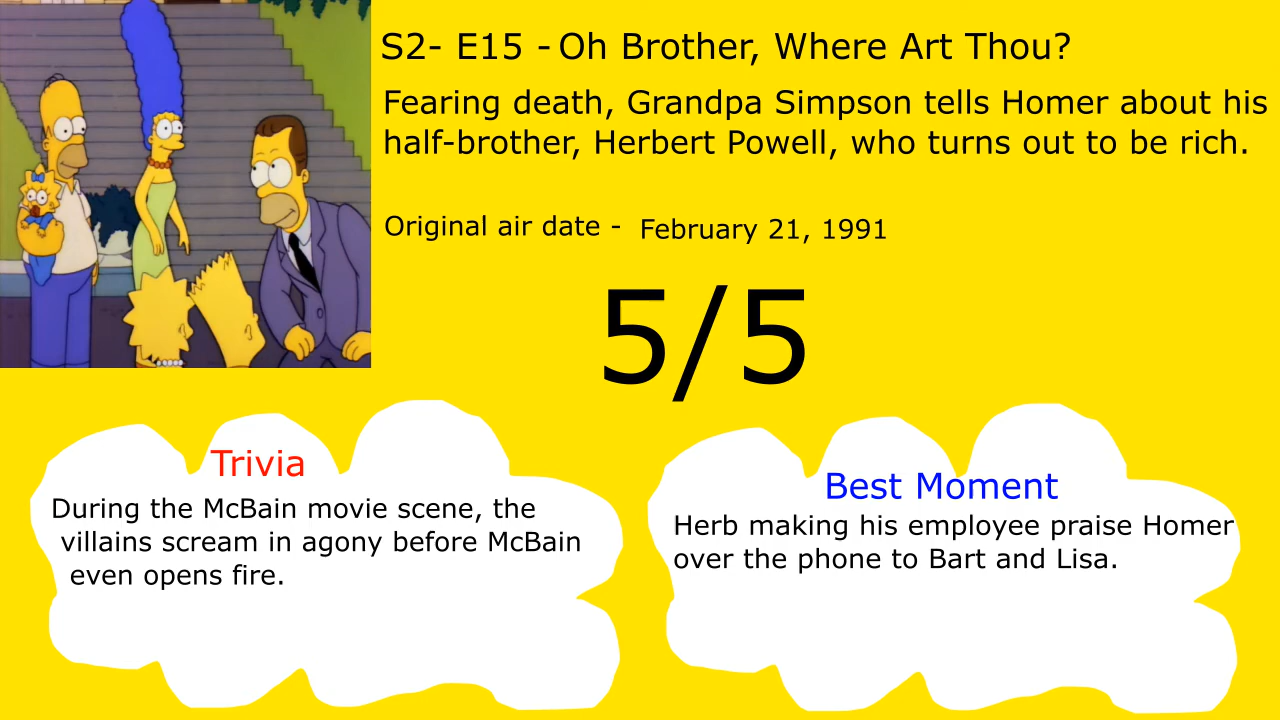 S2- E15 - Oh Brother, Where Art Thou?
Fearing death, Grandpa Simpson tells Homer about his
half-brother, Herbert Powell, who turns out to be rich.
Original air date - February 21, 1991
5/5
Trivia
During the McBain movie scene, the
villains scream in agony before McBain
even opens fire.
Best Moment
Herb making his employee praise Homer
over the phone to Bart and Lisa.